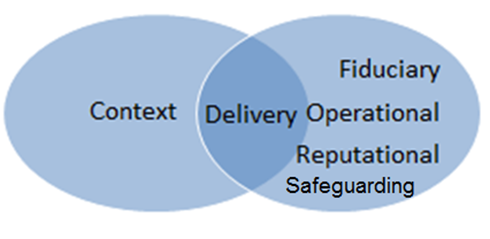 Context
Delivery
Fiduciary
Operational
Reputational
Safeguarding